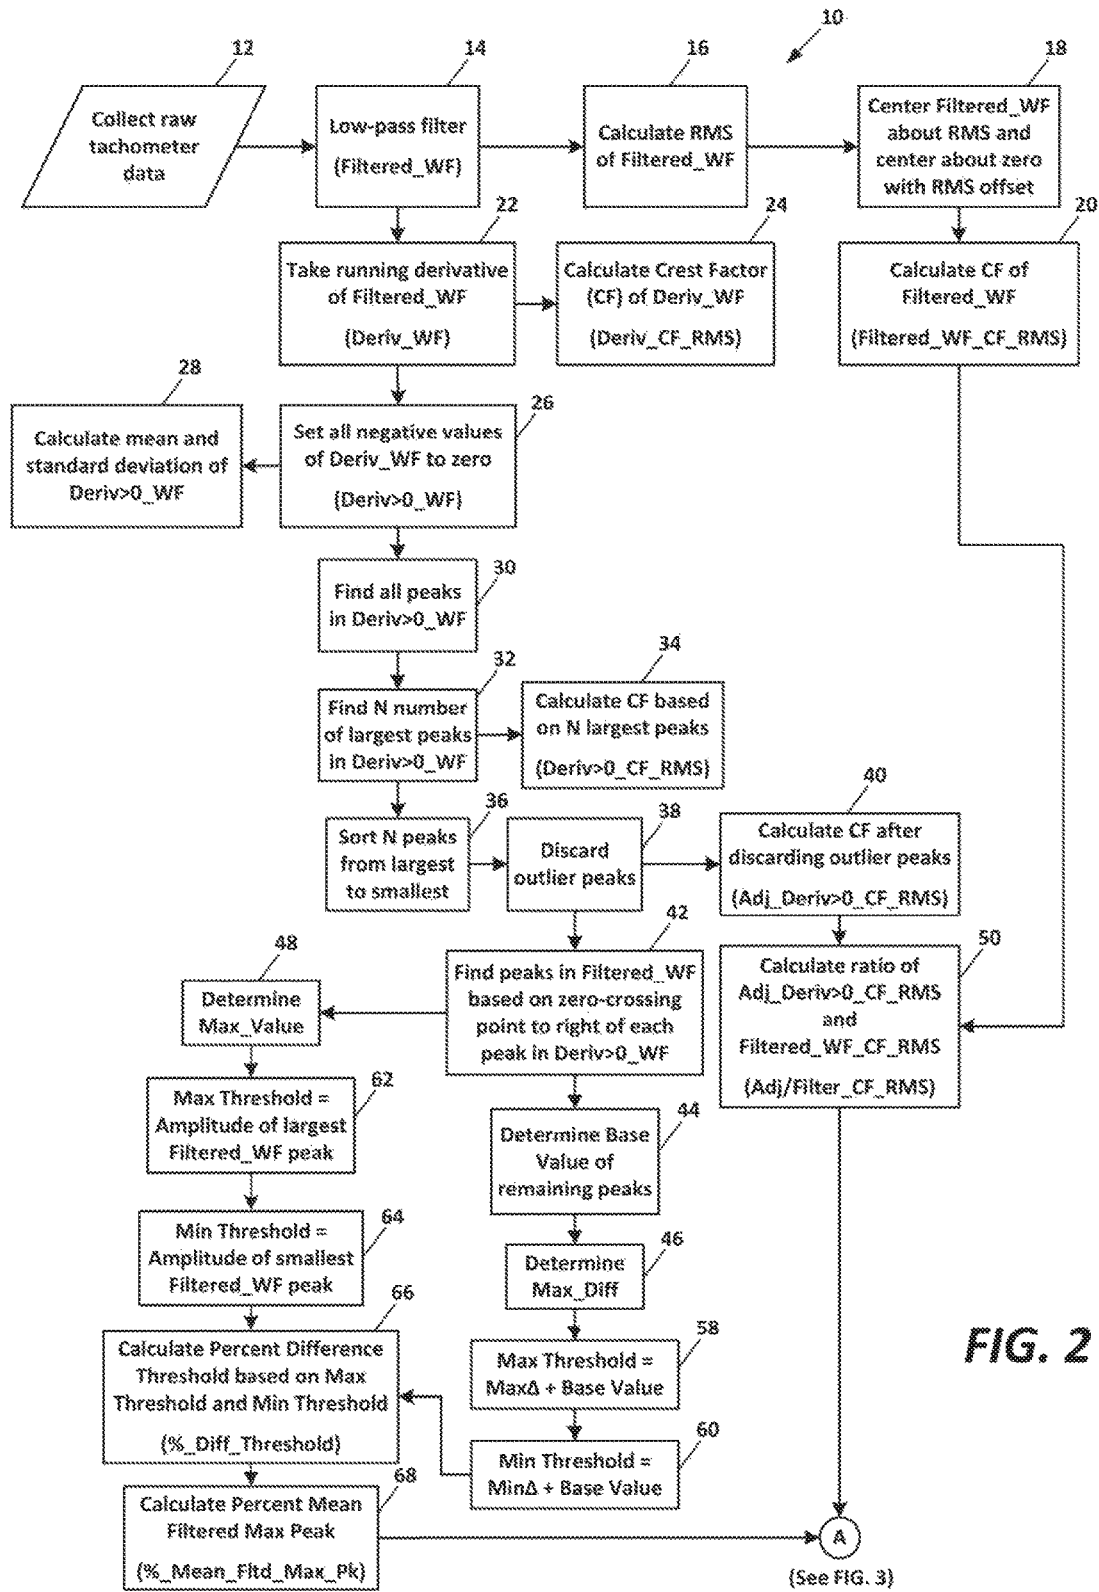 10
12
Collect raw
tachometer
data
14
Low-pass filter
(Filtered_WF)
16
Calculate RMS
of Filtered_WF
18
Center Filtered_WF
about RMS and
center about zero
with RMS offset
22
Take running derivative
of Filtered_WF
(Deriv_WF)
24
Calculate Crest Factor
(CF) of Deriv_WF
(Deriv_CF_RMS)
20
Calculate CF of
Filtered_WF
(Filtered_WF_CF_RMS)
28
Calculate mean and
standard deviation of
Deriv>0_WF
26
Set all negative values
of Deriv_WF to zero
(Deriv>0_WF)
30
Find all peaks
in Deriv>0_WF
32
Find N number
of largest peaks
in Deriv>0_WF
34
Calculate CF based
on N largest peaks
(Deriv>0_CF_RMS)
36
Sort N peaks
from largest
to smallest
38
Discard
outlier peaks
40
Calculate CF after
discarding outlier peaks
(Adj_Deriv>0_CF_RMS)
48
Determine
Max_Value
42
Find peaks in Filtered_WF
based on zero-crossing
point to right of each
peak in Deriv>0_WF
50
Calculate ratio of
Adj_Deriv>0_CF_RMS
and
Filtered_WF_CF_RMS
(Adj/Filter_CF_RMS)
62
Max Threshold =
Amplitude of largest
Filtered_WF peak
44
Determine Base
Value of
remaining peaks
64
Min Threshold =
Amplitude of smallest
Filtered_WF peak
46
Determine
Max_Diff
66
Calculate Percent Difference
Threshold based on Max
Threshold and Min Threshold
(%_Diff_Threshold)
58
Max Threshold =
MaxΔ + Base Value
60
Min Threshold =
MinΔ + Base Value
68
Calculate Percent Mean
Filtered Max Peak
(%_Mean_Fltd_Max_Pk)
A
(See FIG. 3)
FIG. 2